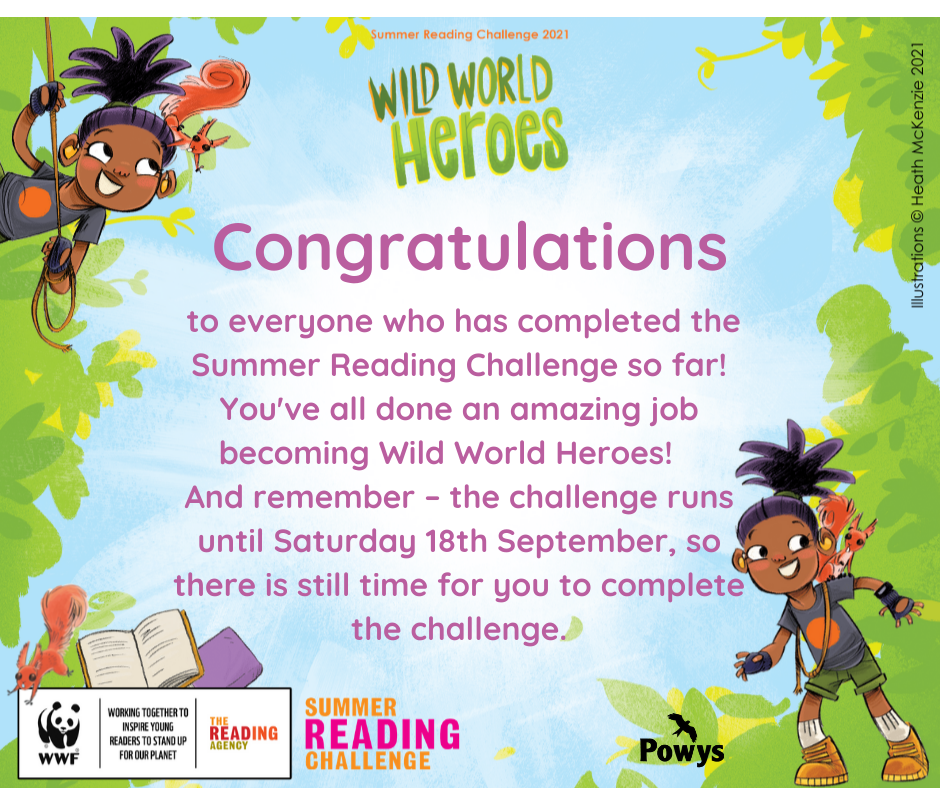 Summer Reading Challenge 2021
WILD WORLD
HEROES
Illustrations © Heath McKenzie 2021
Congratulations
to everyone who has completed the
Summer Reading Challenge so far!
You've all done an amazing job
becoming Wild World Heroes!
And remember – the challenge runs
until Saturday 18th September, so
there is still time for you to complete
the challenge.
WWF
WORKING TOGETHER TO
INSPIRE YOUNG
READERS TO STAND UP
FOR OUR PLANET
THE
READING
AGENCY
SUMMER
READING
CHALLENGE
Powys